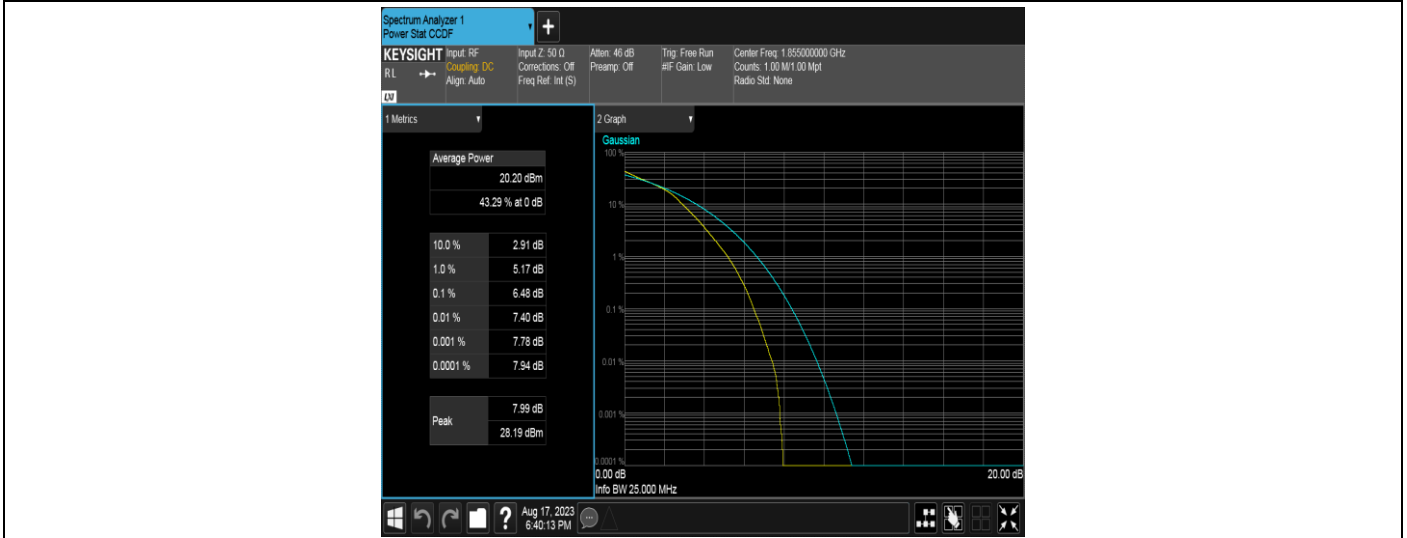 Spectrum Analyzer 1
Power Stat CCDF
+
KEYSIGHT
RL
LXI
Input: RF
Coupling: DC
Align: Auto
Input Z: 50 Ω
Corrections: Off
Freq Ref: Int (S)
Atten: 46 dB
Preamp: Off
Trig: Free Run
#IF Gain: Low
Center Freq: 1.855000000 GHz
Counts: 1.00 M/1.00 Mpt
Radio Std: None
1 Metrics
Average Power
20.20 dBm
43.29 % at 0 dB
10.0 % 2.91 dB
1.0 % 5.17 dB
0.1 % 6.48 dB
0.01 % 7.40 dB
0.001 % 7.78 dB
0.0001 % 7.94 dB
Peak
7.99 dB
28.19 dBm
2 Graph
Gaussian
100 %
10 %
1 %
0.1 %
0.01 %
0.001 %
0.0001 %
0.00 dB 20.00 dB
Info BW 25.000 MHz
?
Aug 17, 2023
6:40:13 PM